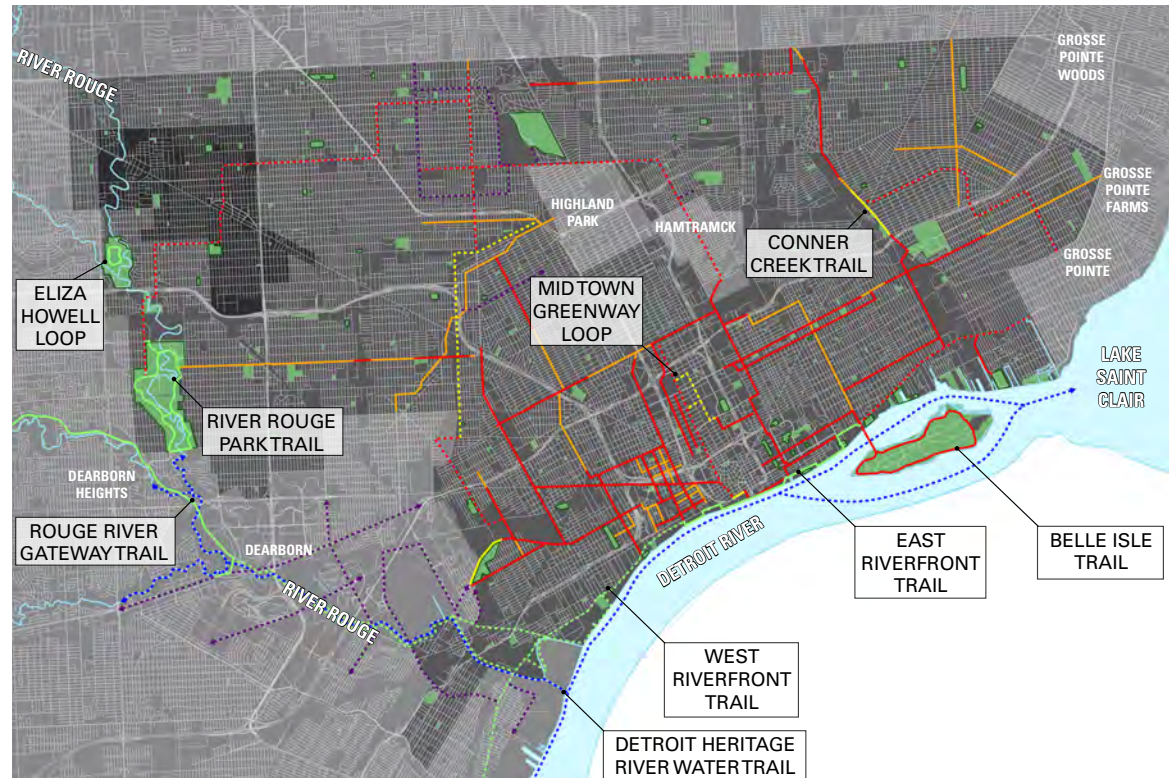 RIVER ROUGE
GROSSE
POINTE
WOODS
GROSSE
POINTE
FARMS
HIGHLAND
PARK
HAMTRAMCK
CONNER
CREEK TRAIL
GROSSE
POINTE
ELIZA
HOWELL
LOOP
MIDTOWN
GREENWAY
LOOP
LAKE
SAINT
CLAIR
RIVER ROUGE
PARK TRAIL
DEARBORN
HEIGHTS
ROUGE RIVER
GATEWAY TRAIL
DEARBORN
RIVER ROUGE
DETROIT RIVER
EAST
RIVERFRONT
TRAIL
BELLE ISLE
TRAIL
WEST
RIVERFRONT
TRAIL
DETROIT HERITAGE
RIVER WATER TRAIL